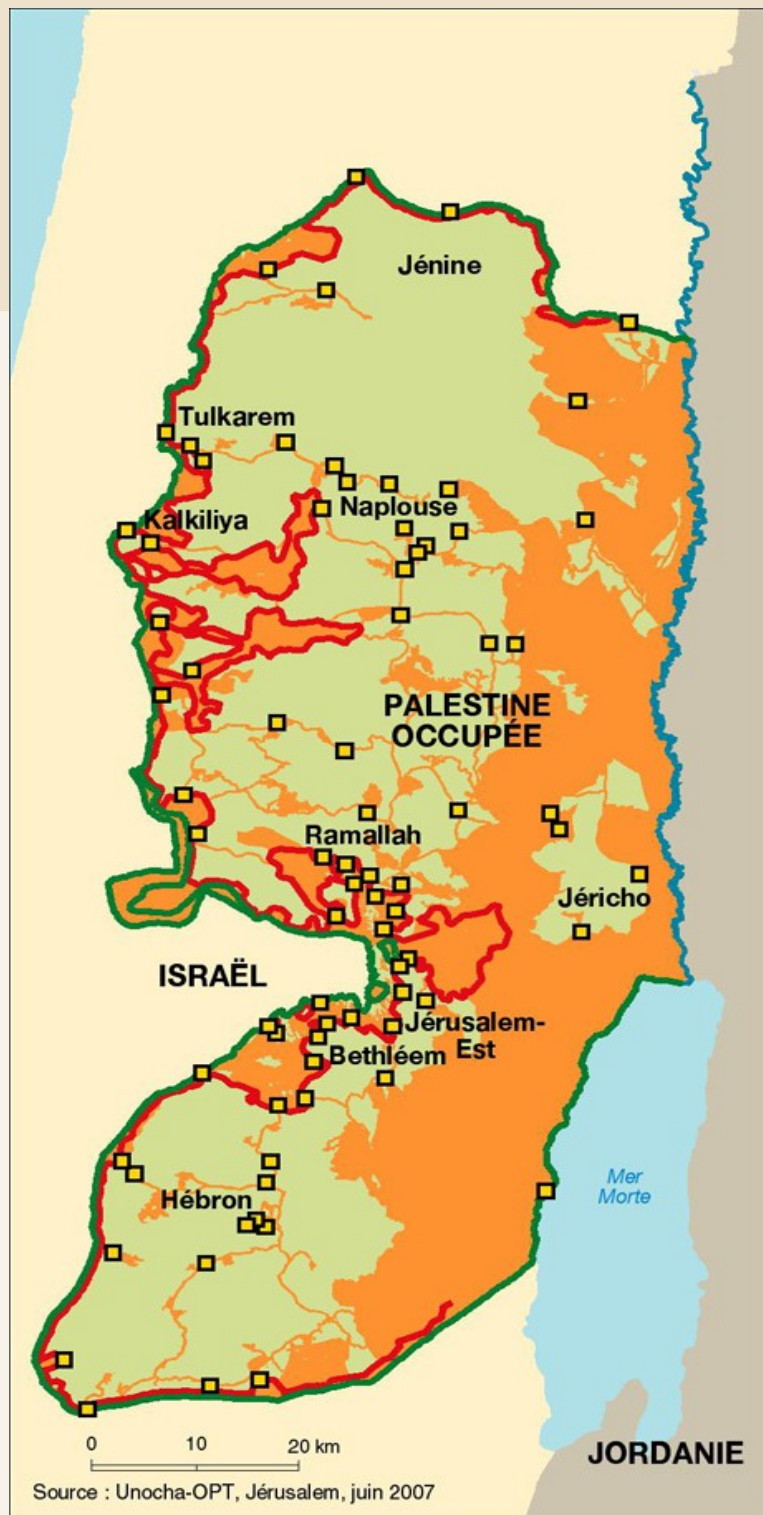 Jénine
Tulkarem
Kalkiliya
Naplouse
PALESTINE
OCCUPÉE
Ramallah
Jéricho
ISRAËL
Jérusalem-
Est
Bethléem
Mer
Morte
Hébron
0 10 20 km
JORDANIE
Source : Unocha-OPT, Jérusalem, juin 2007